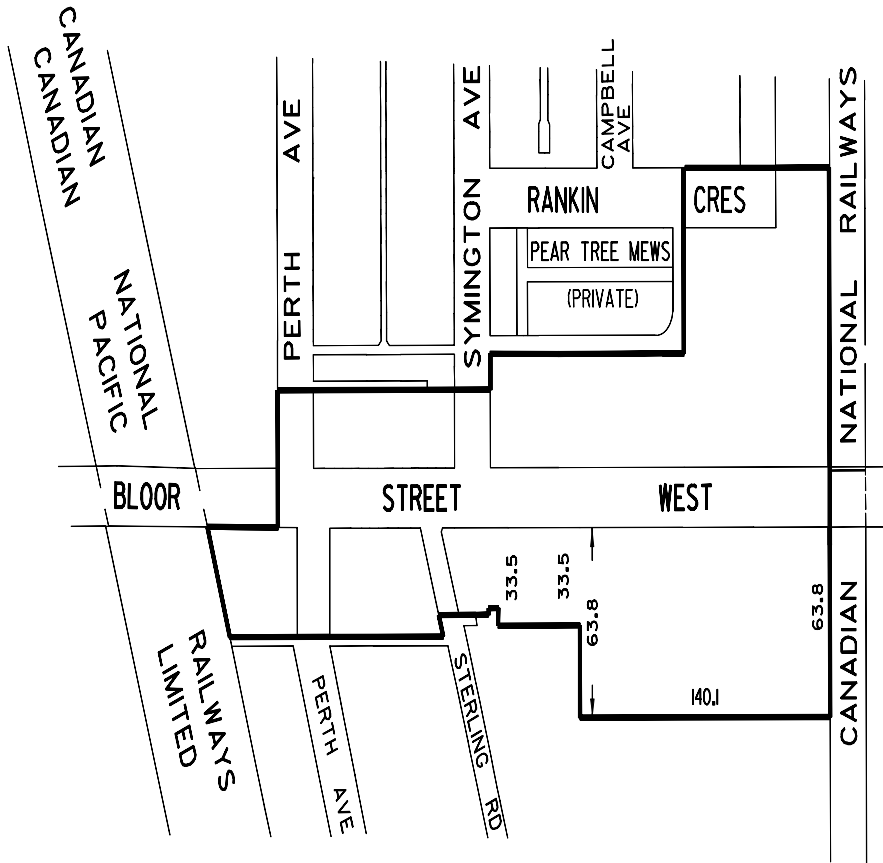 CANADIAN NATIONAL RAILWAYS
CANADIAN PACIFIC LIMITED
PERTH AVE
SYMINGTON AVE
CAMPBELL
AVE
RANKIN CRES
PEAR TREE MEWS
(PRIVATE)
CANADIAN NATIONAL RAILWAYS
BLOOR STREET WEST
33.5
33.5
63.8
63.8
140.1
PERTH AVE
STERLING RD